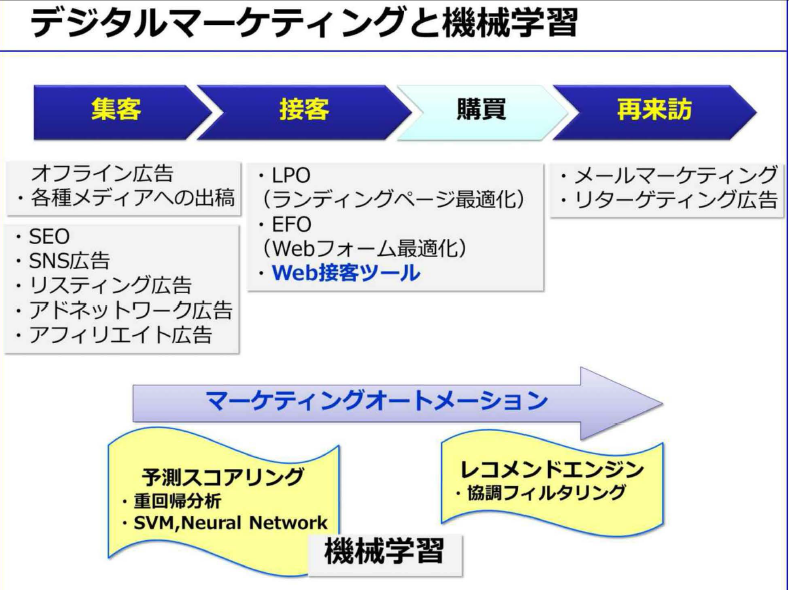 デジタルマーケティングと機械学習
集客
接客
購買
再来訪
オフライン広告
・各種メディアへの出稿
・SEO
・SNS広告
・リスティング広告
・アドネットワーク広告
・アフィリエイト広告
・LPO
（ランディングページ最適化）
・EFO
（Webフォーム最適化）
・Web接客ツール
・メールマーケティング
・リターゲティング広告
マーケティングオートメーション
予測スコアリング
・重回帰分析
・SVM,Neural Network
レコメンドエンジン
・協調フィルタリング
機械学習